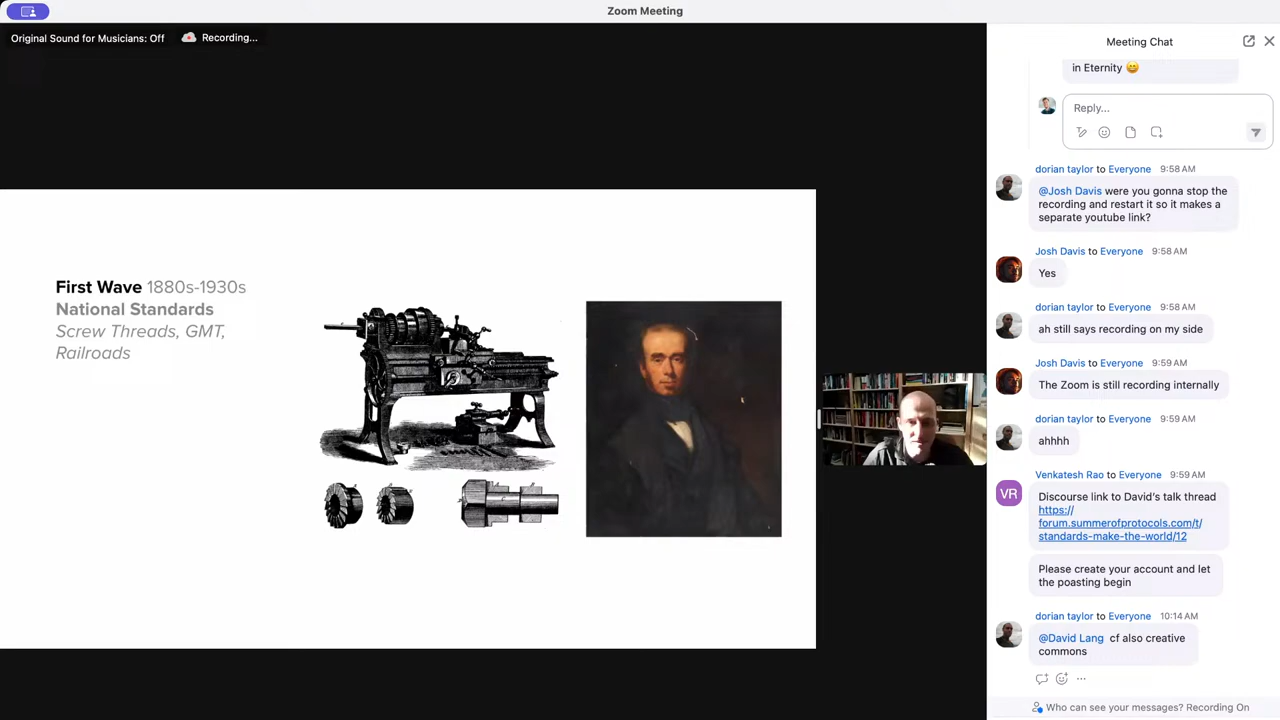 Zoom Meeting
Original Sound for Musicians: Off
Recording...
First Wave 1880s-1930s
National Standards
Screw Threads, GMT,
Railroads
Meeting Chat
in Eternity 😀
Reply...
dorian taylor to Everyone 9:58 AM
@Josh Davis were you gonna stop the
recording and restart it so it makes a
separate youtube link?
Josh Davis to Everyone 9:58 AM
Yes
dorian taylor to Everyone 9:58 AM
ah still says recording on my side
Josh Davis to Everyone 9:59 AM
The Zoom is still recording internally
dorian taylor to Everyone 9:59 AM
ahhhh
Venkatesh Rao to Everyone 9:59 AM
VR
Discourse link to David's talk thread
https://
forum.summerofprotocols.com/t/
standards-make-the-world/12
Please create your account and let
the poasting begin
dorian taylor to Everyone 10:14 AM
@David Lang cf also creative
commons
Who can see your messages? Recording On